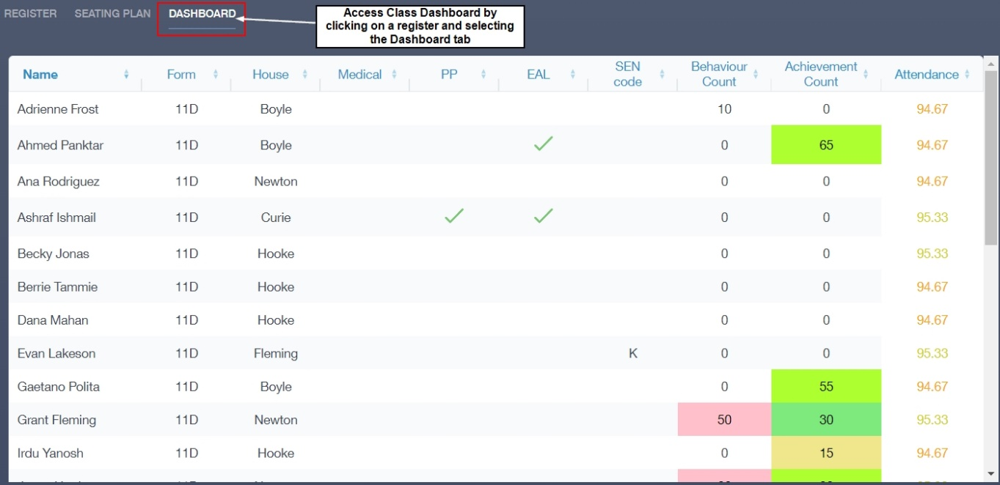 REGISTER SEATING PLAN DASHBOARD
Access Class Dashboard by
clicking on a register and selecting
the Dashboard tab
Name Form House Medical PP EAL SEN code Behaviour Count Achievement Count Attendance
Adrienne Frost 11D Boyle 10 0 94.67
Ahmed Panktar 11D Boyle 0 65 94.67
Ana Rodriguez 11D Newton 0 0 94.67
Ashraf Ishmail 11D Curie 0 0 95.33
Becky Jonas 11D Hooke 0 0 95.33
Berrie Tammie 11D Hooke 0 0 94.67
Dana Mahan 11D Hooke 0 0 94.67
Evan Lakeson 11D Fleming K 0 0 95.33
Gaetano Polita 11D Boyle 0 55 94.67
Grant Fleming 11D Newton 50 30 95.33
Irdu Yanosh 11D Hooke 0 15 94.67